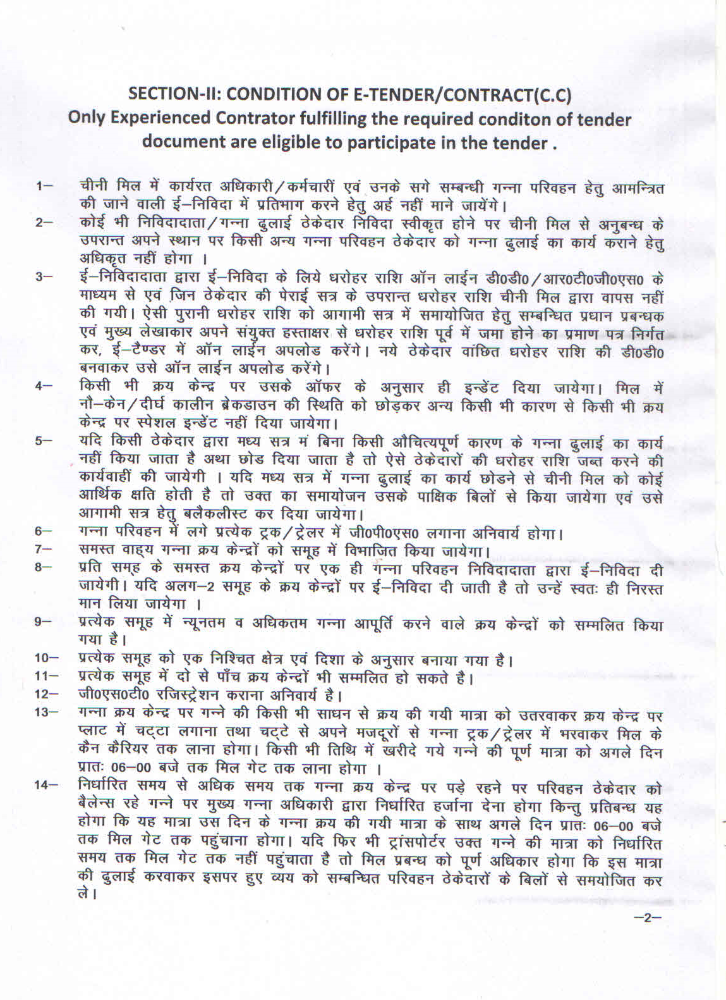 SECTION-II: CONDITION OF E-TENDER/CONTRACT(C.C)
Only Experienced Contrator fulfilling the required conditon of tender
document are eligible to participate in the tender .
1– चीनी मिल में कार्यरत अधिकारी/कर्मचारीं एवं उनके सगे सम्बन्धी गन्ना परिवहन हेतु आमन्त्रित
की जाने वाली ई–निविदा में प्रतिभाग करने हेतु अर्ह नहीं माने जायेंगे।
2– कोई भी निविदादाता/गन्ना ढुलाई ठेकेदार निविदा स्वीकृत होने पर चीनी मिल से अनुबन्ध के
उपरान्त अपने स्थान पर किसी अन्य गन्ना परिवहन ठेकेदार को गन्ना ढुलाई का कार्य कराने हेतु
अधिकृत नहीं होगा ।
3– ई–निविदादाता द्वारा ई–निविदा के लिये धरोहर राशि ऑन लाईन डी0डी0/आर0टी0जी0एस0 के
माध्यम से एवं जिन ठेकेदार की पेराई सत्र के उपरान्त धरोहर राशि चीनी मिल द्वारा वापस नहीं
की गयी। ऐसी पुरानी धरोहर राशि को आगामी सत्र में समायोजित हेतु सम्बन्धित प्रधान प्रबन्धक
एवं मुख्य लेखाकार अपने संयुक्त हस्ताक्षर से धरोहर राशि पूर्व में जमा होने का प्रमाण पत्र निर्गत
कर, ई–टैण्डर में ऑन लाईन अपलोड करेंगे। नये ठेकेदार वांछित धरोहर राशि की डी0डी0
बनवाकर उसे ऑन लाईन अपलोड करेंगे।
4– किसी भी क्रय केन्द्र पर उसके ऑफर के अनुसार ही इन्डेंट दिया जायेगा। मिल में
नौ–केन/दीर्घ कालीन ब्रेकडाउन की स्थिति को छोड़कर अन्य किसी भी कारण से किसी भी क्रय
केन्द्र पर स्पेशल इन्डेंट नहीं दिया जायेगा।
5– यदि किसी ठेकेदार द्वारा मध्य सत्र मं बिना किसी औचित्यपूर्ण कारण के गन्ना ढुलाई का कार्य
नहीं किया जाता है अथा छोड दिया जाता है तो ऐसे ठेकेदारों की धरोहर राशि जब्त करने की
कार्यवाहीं की जायेगी । यदि मध्य सत्र में गन्ना ढुलाई का कार्य छोडने से चीनी मिल को कोई
आर्थिक क्षति होती है तो उक्त का समायोजन उसके पाक्षिक बिलों से किया जायेगा एवं उसे
आगामी सत्र हेतु बलैकलीस्ट कर दिया जायेगा।
6– गन्ना परिवहन में लगे प्रत्येक ट्रक/ट्रेलर में जी0पी0एस0 लगाना अनिवार्य होगा।
7– समस्त वाह्य गन्ना क्रय केन्द्रों को समूह में विभाजित किया जायेगा।
8– प्रति समूह के समस्त क्रय केन्द्रों पर एक ही गन्ना परिवहन निविदादाता द्वारा ई–निविदा दी
जायेगी। यदि अलग–2 समूह के क्रय केन्द्रों पर ई–निविदा दी जाती है तो उन्हें स्वतः ही निरस्त
मान लिया जायेगा ।
9– प्रत्येक समूह में न्यूनतम व अधिकतम गन्ना आपूर्ति करने वाले क्रय केन्द्रों को सम्मलित किया
गया है।
10– प्रत्येक समूह को एक निश्चित क्षेत्र एवं दिशा के अनुसार बनाया गया है।
11– प्रत्येक समूह में दो से पाँच क्रय केन्द्रों भी सम्मलित हो सकते है।
12– जी0एस0टी0 रजिस्ट्रेशन कराना अनिवार्य है।
13– गन्ना क्रय केन्द्र पर गन्ने की किसी भी साधन से क्रय की गयी मात्रा को उतरवाकर क्रय केन्द्र पर
प्लाट में चट्टा लगाना तथा चट्टे से अपने मजदूरों से गन्ना ट्रक/ट्रेलर में भरवाकर मिल के
कैन कैरियर तक लाना होगा। किसी भी तिथि में खरीदे गये गन्ने की पूर्ण मात्रा को अगले दिन
प्रातः 06–00 बजे तक मिल गेट तक लाना होगा ।
14– निर्धारित समय से अधिक समय तक गन्ना क्रय केन्द्र पर पड़े रहने पर परिवहन ठेकेदार को
बैलेन्स रहे गन्ने पर मुख्य गन्ना अधिकारी द्वारा निर्धारित हर्जाना देना होगा किन्तु प्रतिबन्ध यह
होगा कि यह मात्रा उस दिन के गन्ना क्रय की गयी मात्रा के साथ अगले दिन प्रातः 06–00 बजे
तक मिल गेट तक पहुंचाना होगा। यदि फिर भी ट्रांसपोर्टर उक्त गन्ने की मात्रा को निर्धारित
समय तक मिल गेट तक नहीं पहुंचाता है तो मिल प्रबन्ध को पूर्ण अधिकार होगा कि इस मात्रा
की ढुलाई करवाकर इसपर हुए व्यय को सम्बन्धित परिवहन ठेकेदारों के बिलों से समयोजित कर
ले।
–2–